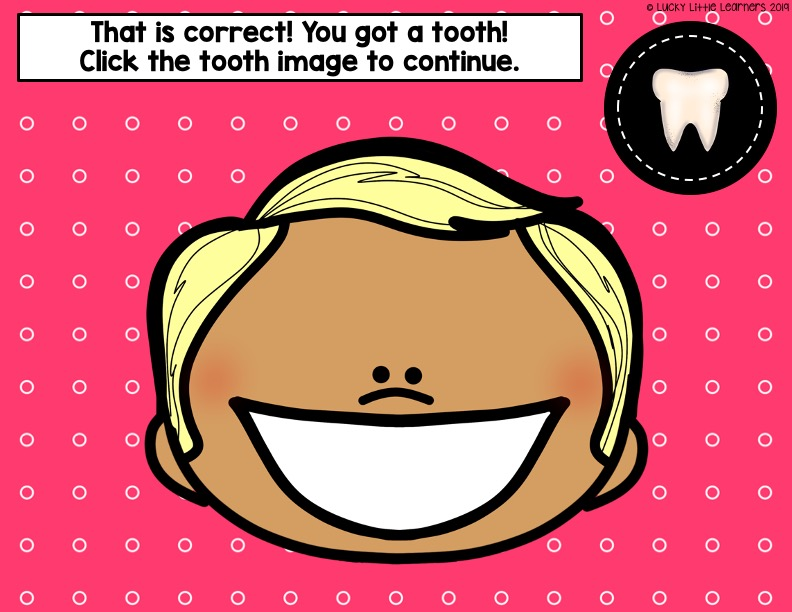 © Lucky Little Learners 2019
That is correct! You got a tooth!
Click the tooth image to continue.